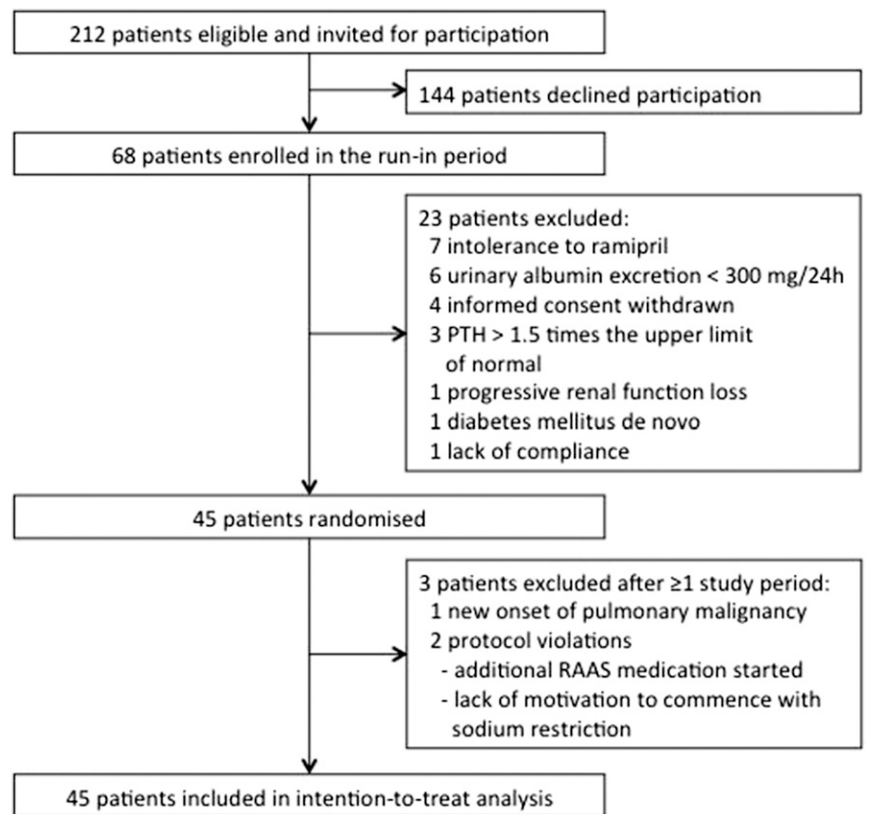 212 patients eligible and invited for participation
144 patients declined participation
68 patients enrolled in the run-in period
23 patients excluded:
7 intolerance to ramipril
6 urinary albumin excretion < 300 mg/24h
4 informed consent withdrawn
3 PTH > 1.5 times the upper limit
of normal
1 progressive renal function loss
1 diabetes mellitus de novo
1 lack of compliance
45 patients randomised
3 patients excluded after ≥1 study period:
1 new onset of pulmonary malignancy
2 protocol violations
- additional RAAS medication started
- lack of motivation to commence with
sodium restriction
45 patients included in intention-to-treat analysis